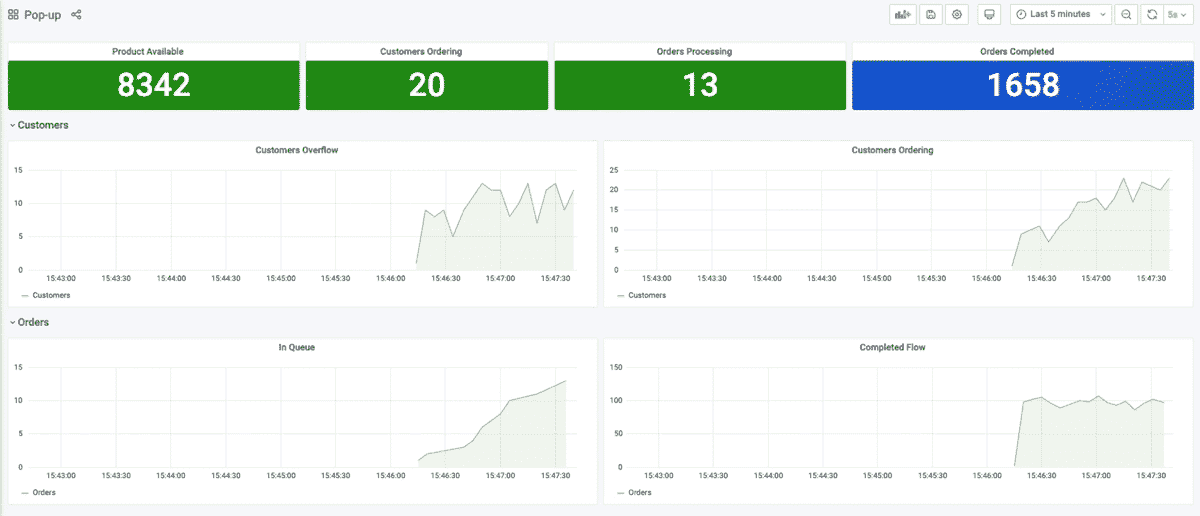 Pop-up
Last 5 minutes
5s
Product Available
Customers Ordering
Orders Processing
Orders Completed
8342
20
13
1658
Customers
Customers Overflow
15
10
5
0
15:43:00 15:43:30 15:44:00 15:44:30 15:45:00 15:45:30 15:46:00 15:46:30 15:47:00 15:47:30
Customers
Customers Ordering
25
20
15
10
5
0
15:43:00 15:43:30 15:44:00 15:44:30 15:45:00 15:45:30 15:46:00 15:46:30 15:47:00 15:47:30
Customers
Orders
In Queue
15
10
5
0
15:43:00 15:43:30 15:44:00 15:44:30 15:45:00 15:45:30 15:46:00 15:46:30 15:47:00 15:47:30
Orders
Completed Flow
150
100
50
0
15:43:00 15:43:30 15:44:00 15:44:30 15:45:00 15:45:30 15:46:00 15:46:30 15:47:00 15:47:30
Orders